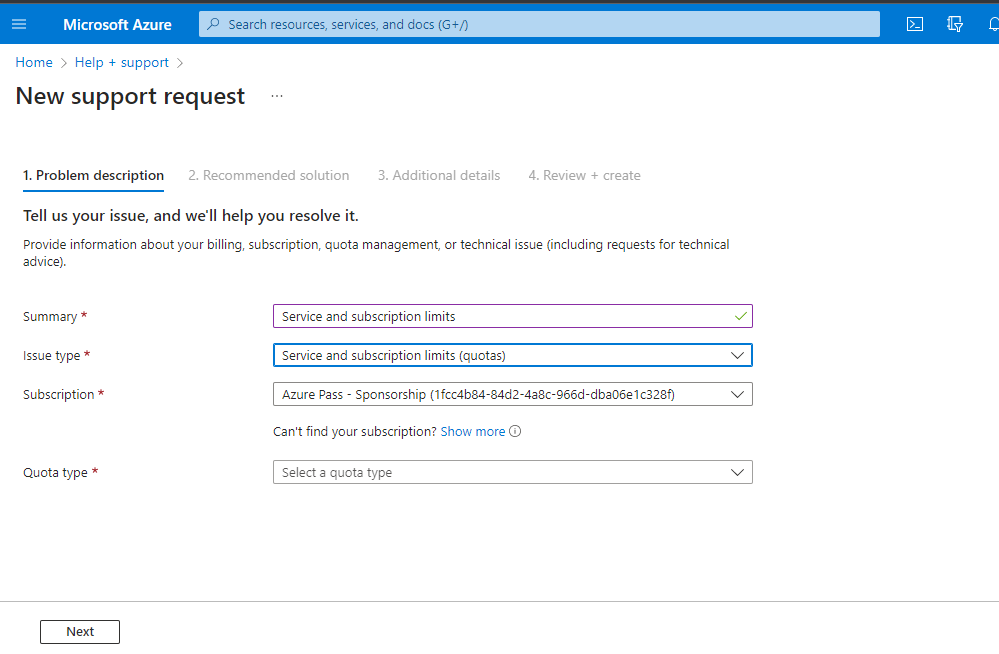 Microsoft Azure
Search resources, services, and docs (G+/)
Home > Help + support >
New support request ...
1. Problem description 2. Recommended solution 3. Additional details 4. Review + create
Tell us your issue, and we'll help you resolve it.
Provide information about your billing, subscription, quota management, or technical issue (including requests for technical
advice).
Summary * Service and subscription limits
Issue type * Service and subscription limits (quotas)
Subscription * Azure Pass - Sponsorship (1fcc4b84-84d2-4a8c-966d-dba06e1c328f)
Can't find your subscription? Show more
Quota type * Select a quota type
Next